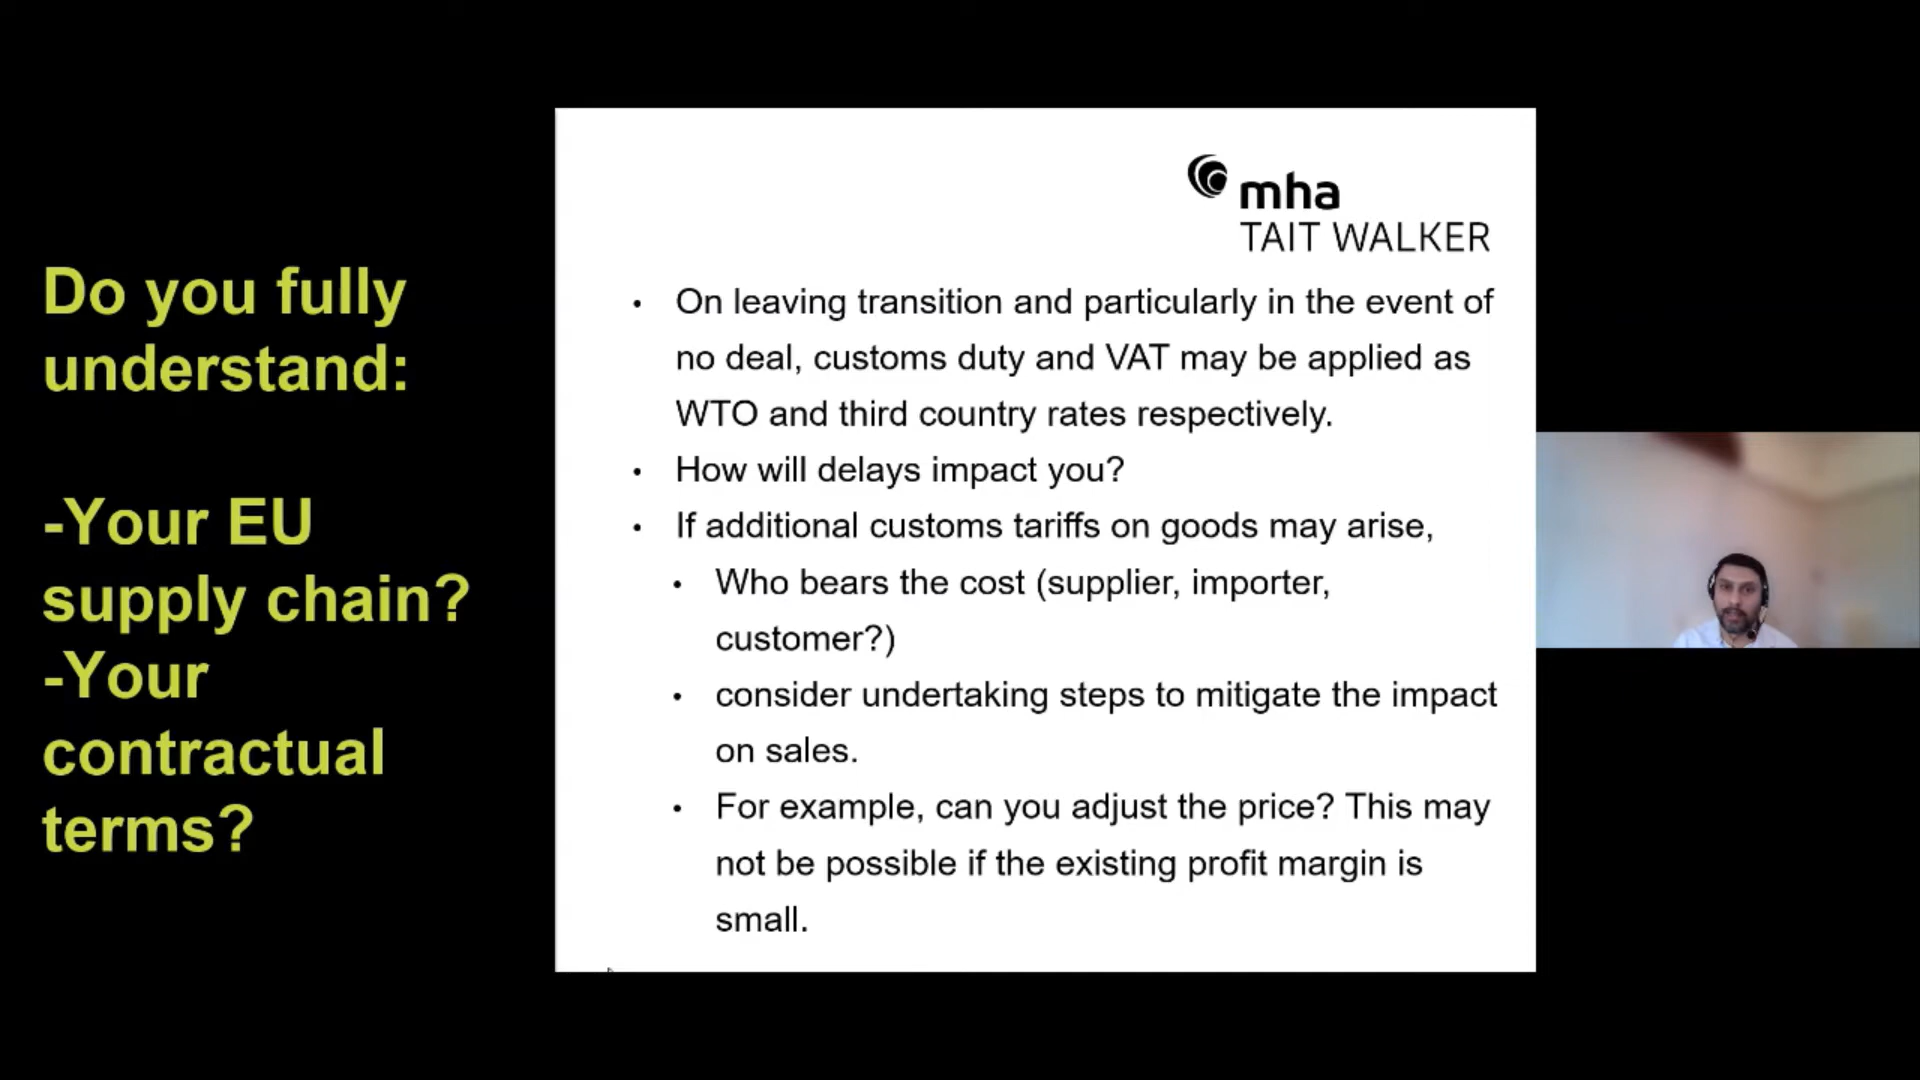 Do you fully
understand:
-Your EU
supply chain?
-Your
contractual
terms?
mha
TAIT WALKER
• On leaving transition and particularly in the event of
no deal, customs duty and VAT may be applied as
WTO and third country rates respectively.
• How will delays impact you?
• If additional customs tariffs on goods may arise,
• Who bears the cost (supplier, importer,
customer?)
• consider undertaking steps to mitigate the impact
on sales.
• For example, can you adjust the price? This may
not be possible if the existing profit margin is
small.